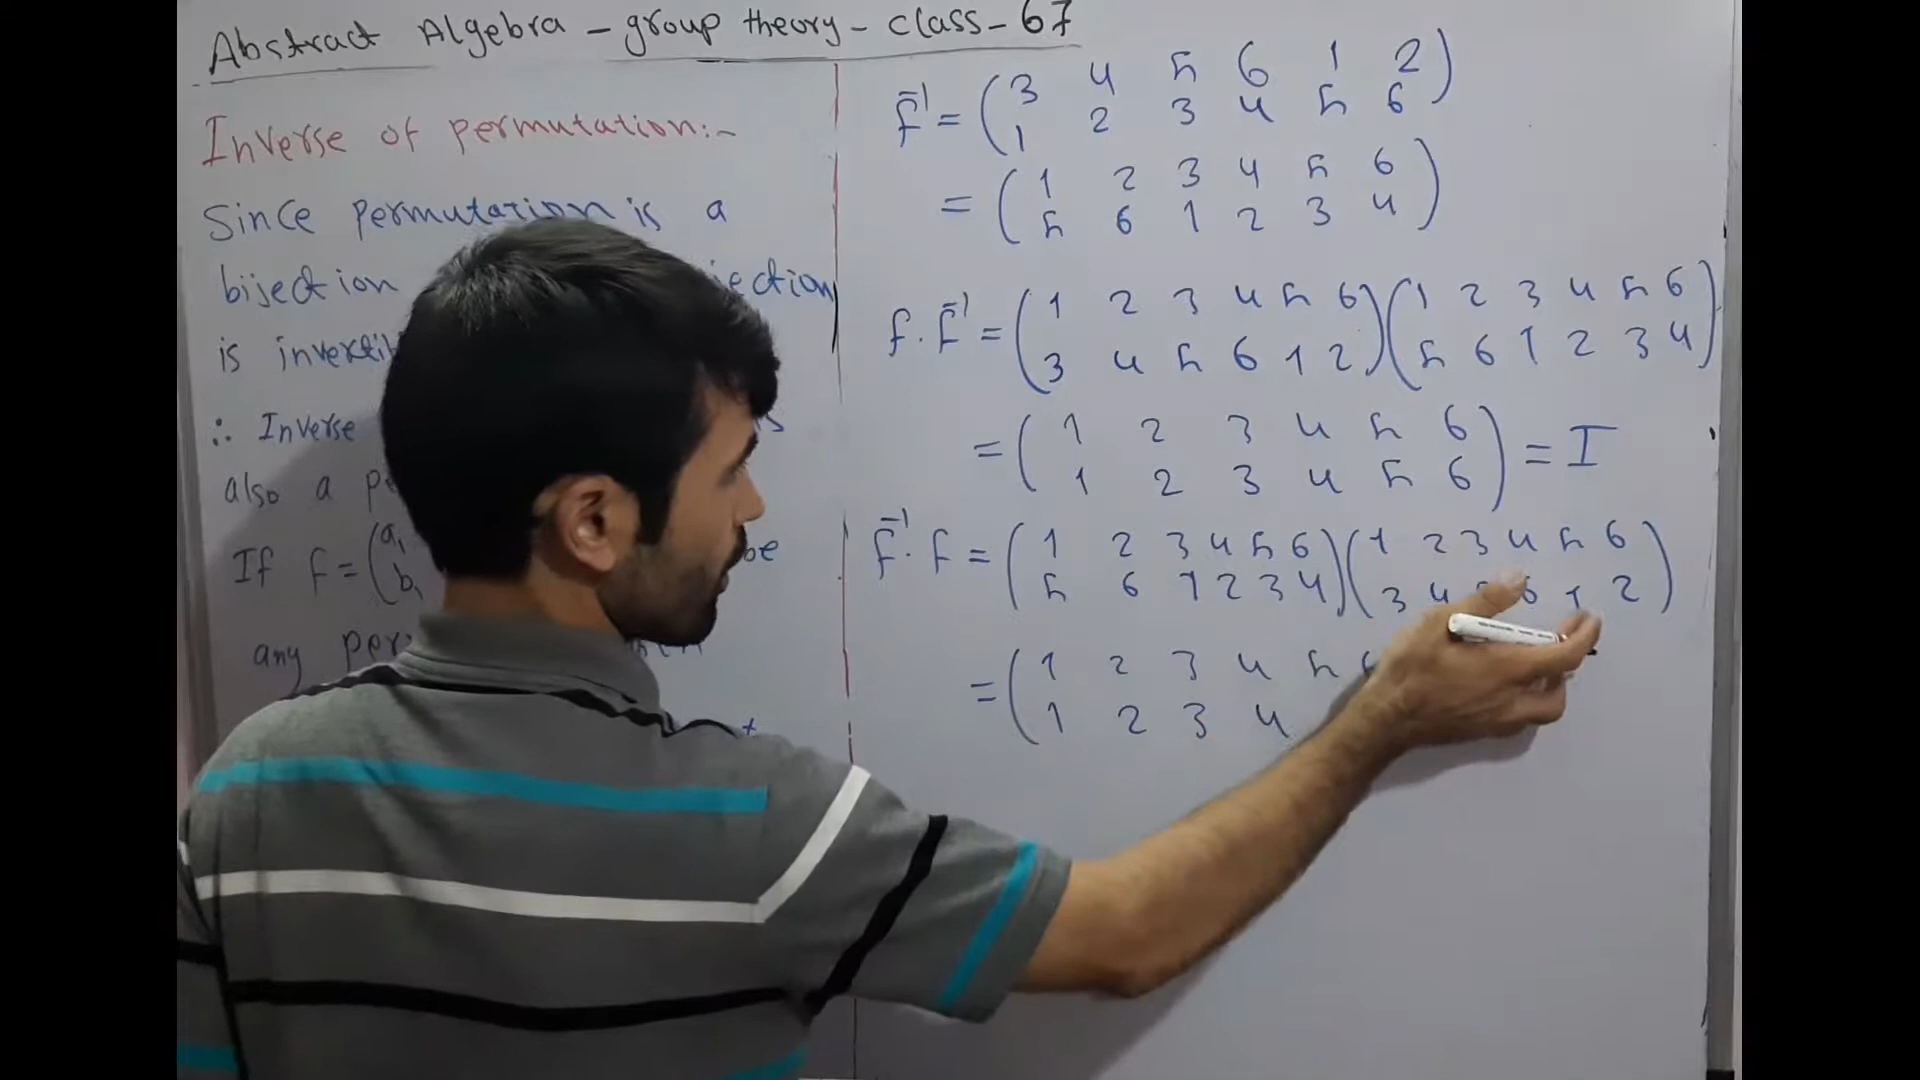 Abstract Algebra - group theory - class - 67
Inverse of permutation:-
Since permutation is a
bijection
is
∴ Inverse
also a
If f = (a₁
b₁ be
any
f⁻¹ = (3 4 5 6 1 2)
1 2 3 4 5 6
= (1 2 3 4 5 6)
5 6 1 2 3 4
f . f⁻¹ = (1 2 3 4 5 6)(1 2 3 4 5 6)
3 4 5 6 1 2 5 6 1 2 3 4
= (1 2 3 4 5 6) = I
1 2 3 4 5 6
f⁻¹ . f = (1 2 3 4 5 6)(1 2 3 4 5 6)
5 6 1 2 3 4 3 4 6 1 2
= (1 2 3 4 5
1 2 3 4